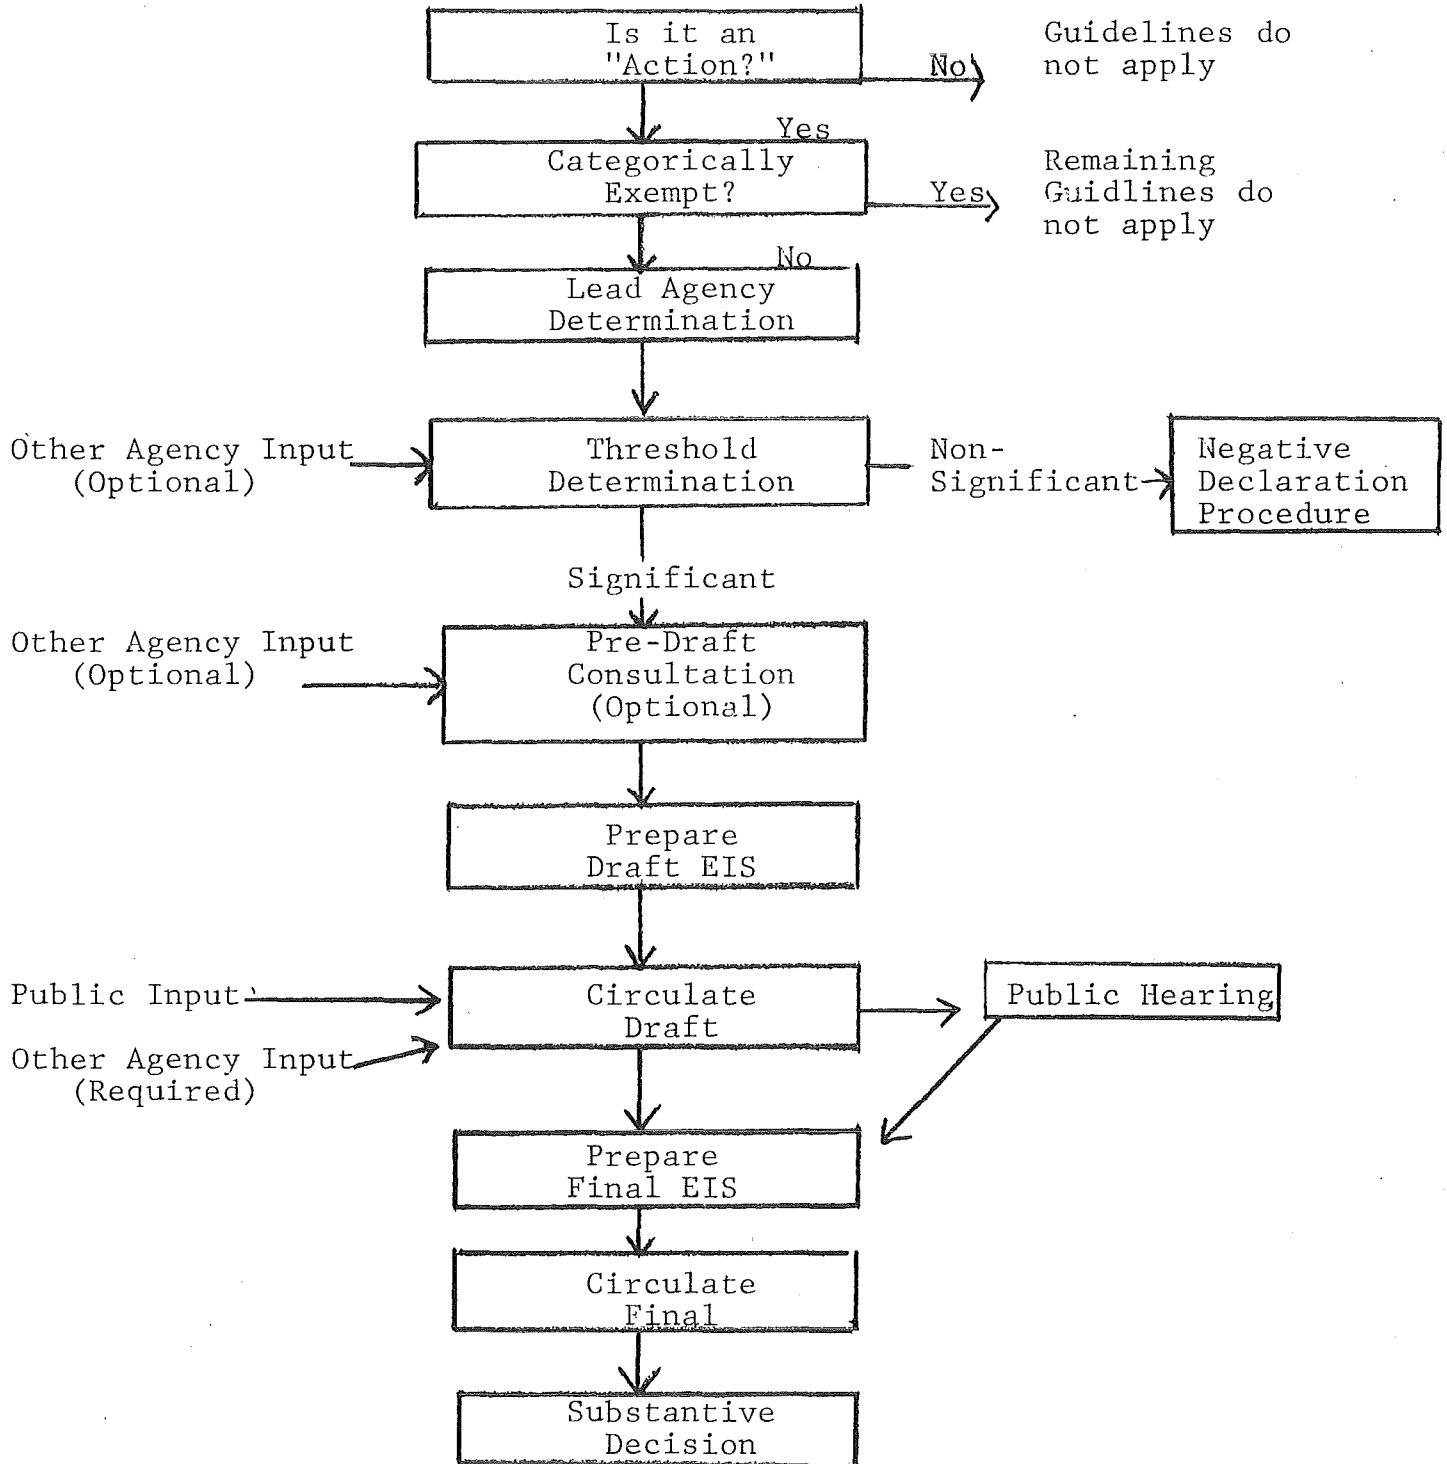 Is it an
"Action?"
No
Guidelines do
not apply
Yes
Categorically
Exempt?
Yes
Remaining
Guidlines do
not apply
No
Lead Agency
Determination
Other Agency Input
(Optional)
Threshold
Determination
Non-
Significant
Negative
Declaration
Procedure
Significant
Other Agency Input
(Optional)
Pre-Draft
Consultation
(Optional)
Prepare
Draft EIS
Public Input
Circulate
Draft
Public Hearing
Other Agency Input
(Required)
Prepare
Final EIS
Circulate
Final
Substantive
Decision